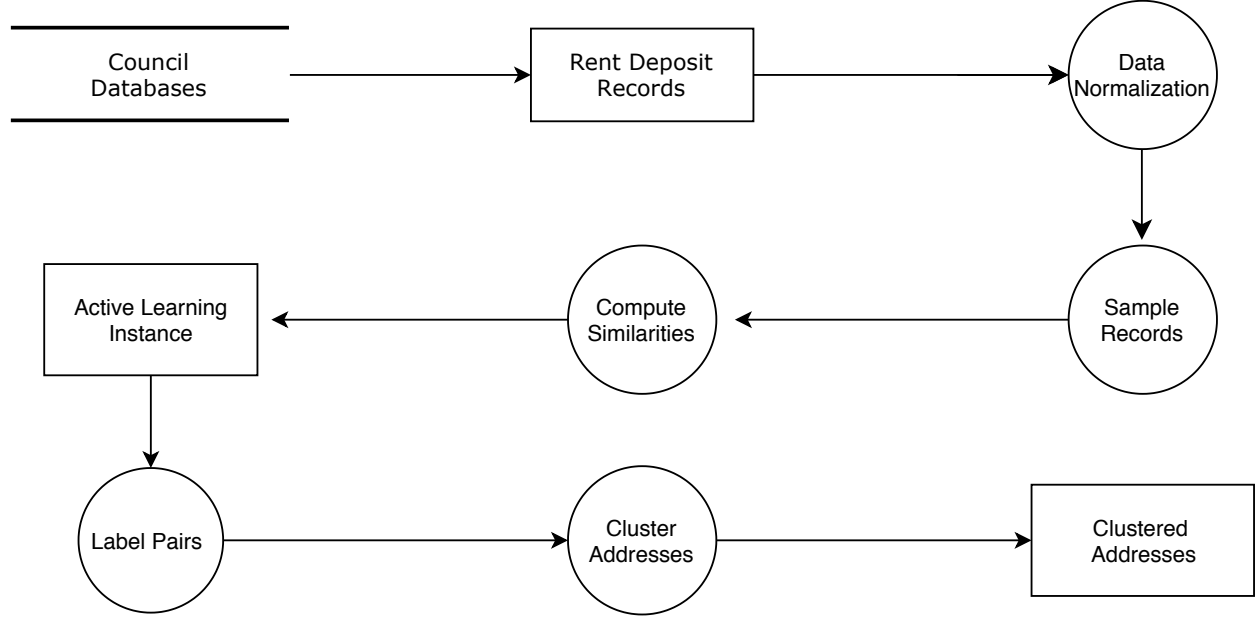 Council
Databases
Rent Deposit
Records
Data
Normalization
Active Learning
Instance
Compute
Similarities
Sample
Records
Label Pairs
Cluster
Addresses
Clustered
Addresses